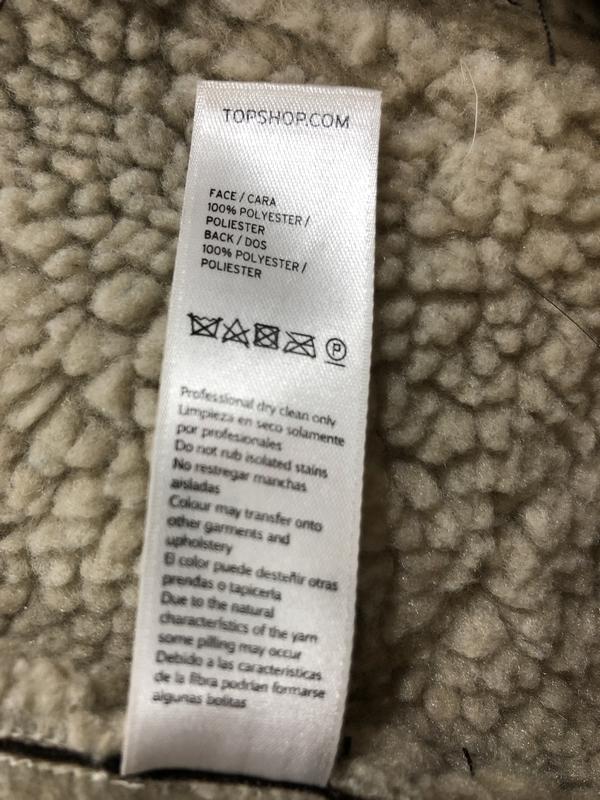 TOPSHOP.COM
FACE / CARA
100% POLYESTER /
POLIESTER
BACK / DOS
100% POLYESTER /
POLIESTER
P
Professional dry clean only
Limpieza en seco solamente
por profesionales
Do not rub isolated stains
No restregar manchas
aisladas
Colour may transfer onto
other garments and
upholstery
El color puede desteñir otras
prendas o tapicería
Due to the natural
characteristics of the yarn
some pilling may occur
Debido a las características
de la fibra podrían formarse
algunas bolitas